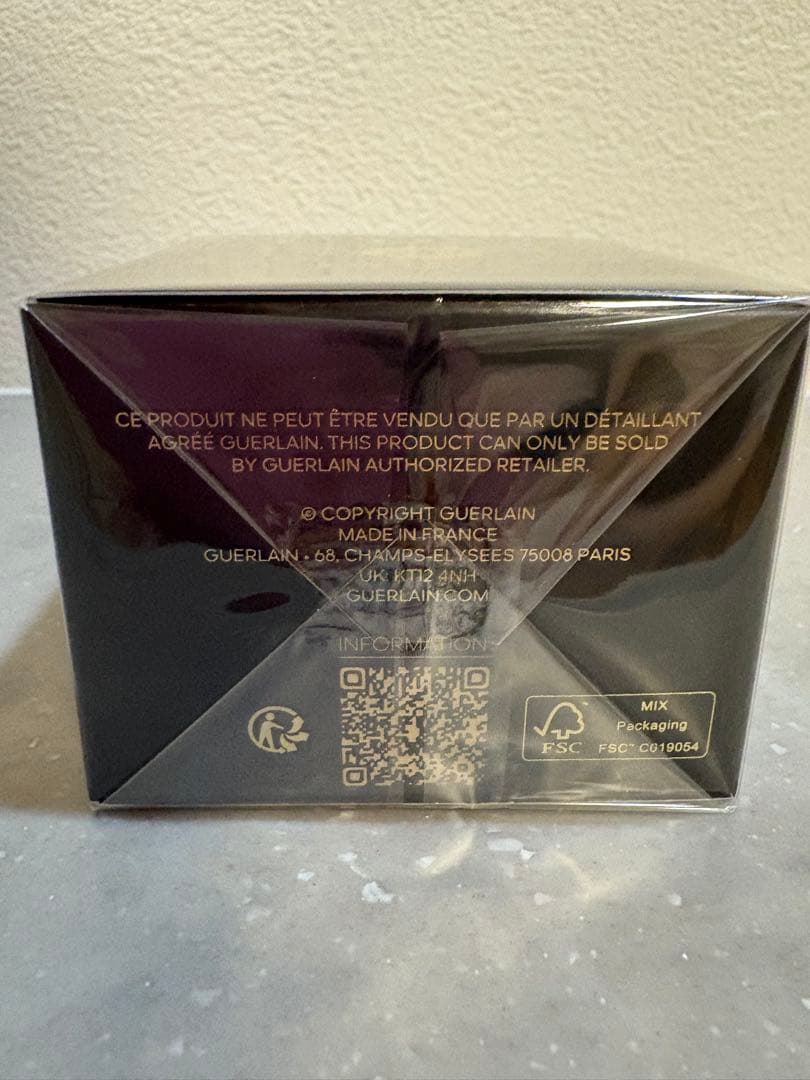 CE PRODUIT NE PEUT ÊTRE VENDU QUE PAR UN DÉTAILLANT
AGRÉÉ GUERLAIN. THIS PRODUCT CAN ONLY BE SOLD
BY GUERLAIN AUTHORIZED RETAILER.
© COPYRIGHT GUERLAIN
MADE IN FRANCE
GUERLAIN • 68, CHAMPS-ELYSEES 75008 PARIS
UK: KT12 4NH
GUERLAIN.COM
INFORMATION
MIX
Packaging
FSC™ C019054
FSC